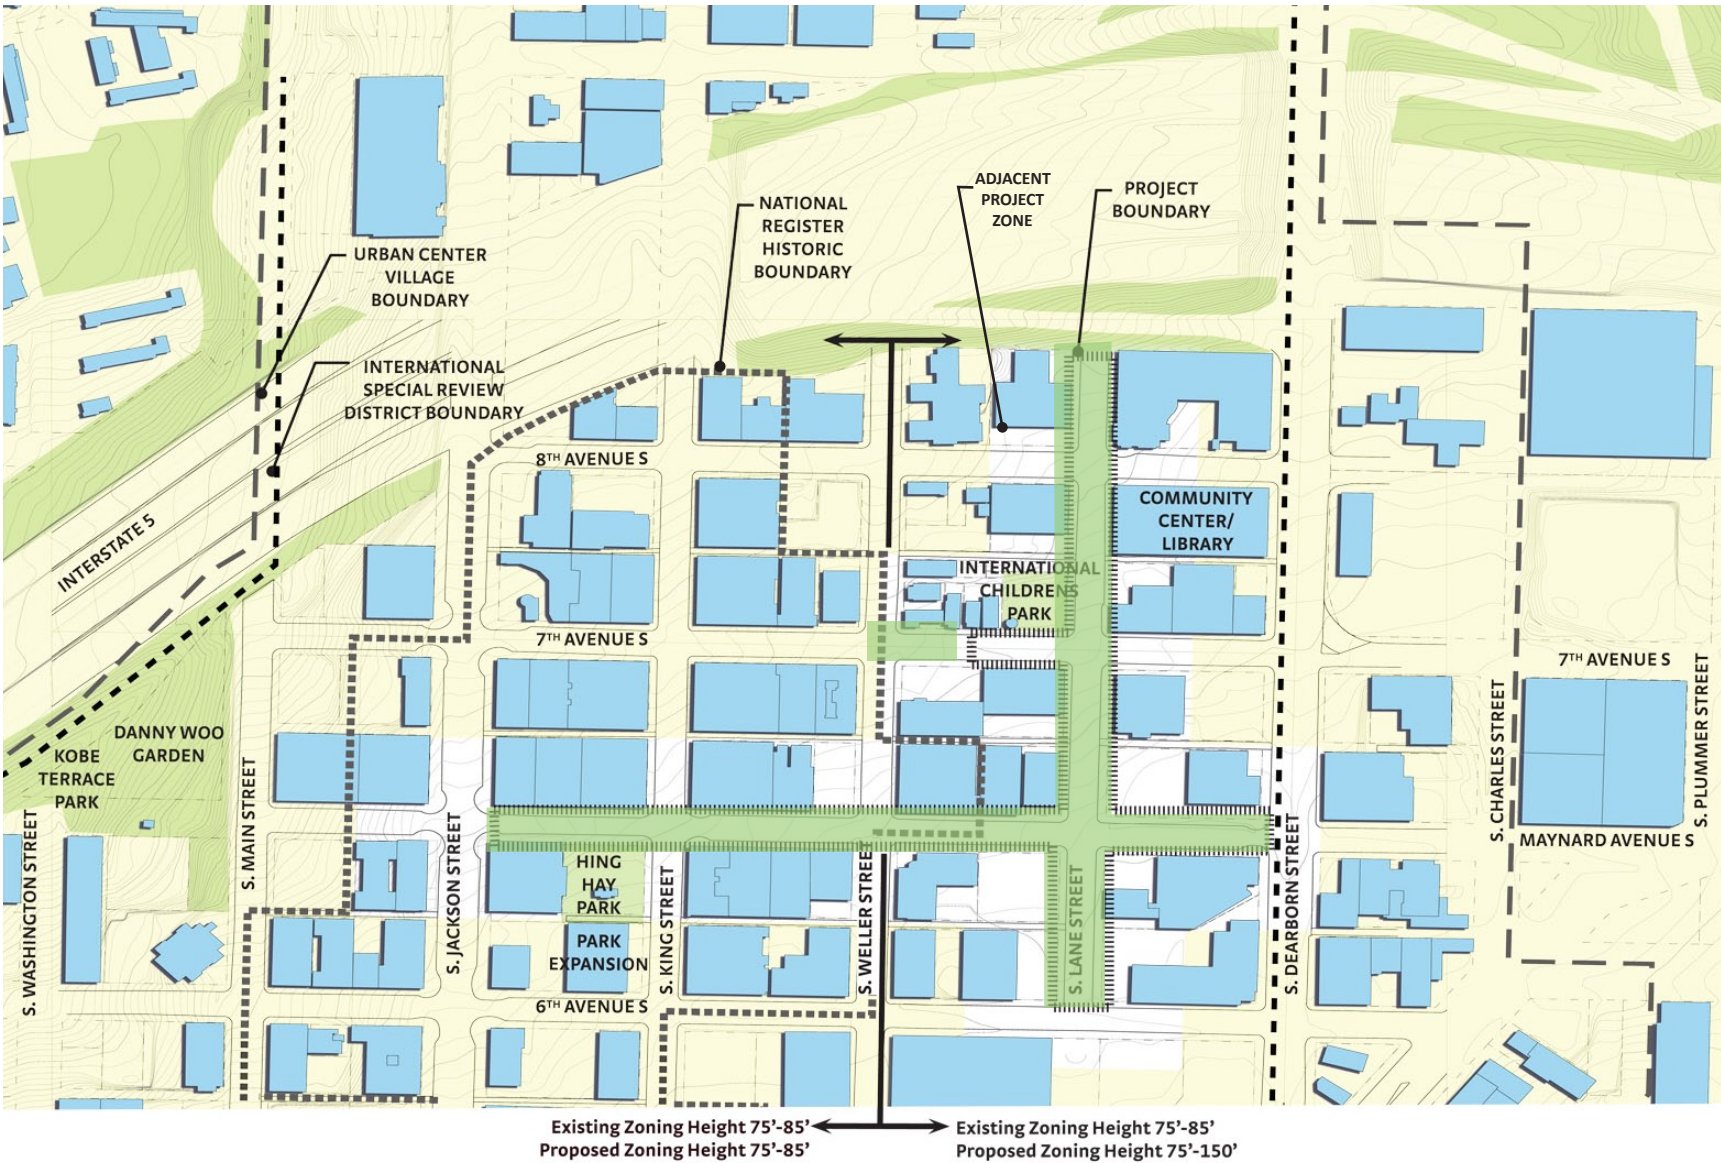 ADJACENT
PROJECT
ZONE
PROJECT
BOUNDARY
NATIONAL
REGISTER
HISTORIC
BOUNDARY
URBAN CENTER
VILLAGE
BOUNDARY
INTERNATIONAL
SPECIAL REVIEW
DISTRICT BOUNDARY
8TH AVENUE S
COMMUNITY
CENTER/
LIBRARY
INTERSTATE 5
INTERNATIONAL
CHILDRENS
PARK
7TH AVENUE S
7TH AVENUE S
DANNY WOO
GARDEN
KOBE
TERRACE
PARK
S. WASHINGTON STREET
S. MAIN STREET
S. JACKSON STREET
HING
HAY
PARK
PARK
EXPANSION
S. KING STREET
S. WELLER STREET
S. LANE STREET
S. DEARBORN STREET
S. CHARLES STREET
S. PLUMMER STREET
MAYNARD AVENUE S
6TH AVENUE S
Existing Zoning Height 75'-85'
Proposed Zoning Height 75'-85'
Existing Zoning Height 75'-85'
Proposed Zoning Height 75'-150'